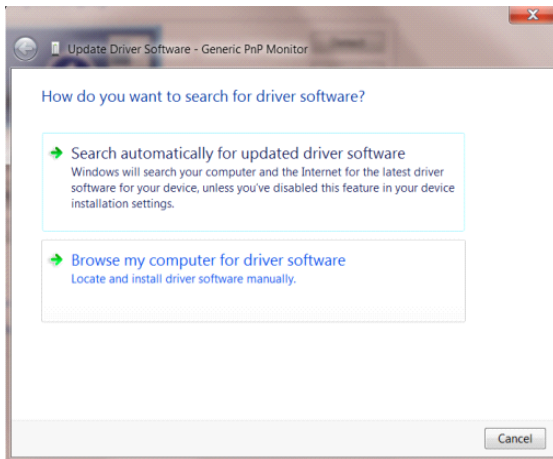 Update Driver Software - Generic PnP Monitor
How do you want to search for driver software?
Search automatically for updated driver software
Windows will search your computer and the Internet for the latest driver
software for your device, unless you've disabled this feature in your device
installation settings.
Browse my computer for driver software
Locate and install driver software manually.
Cancel